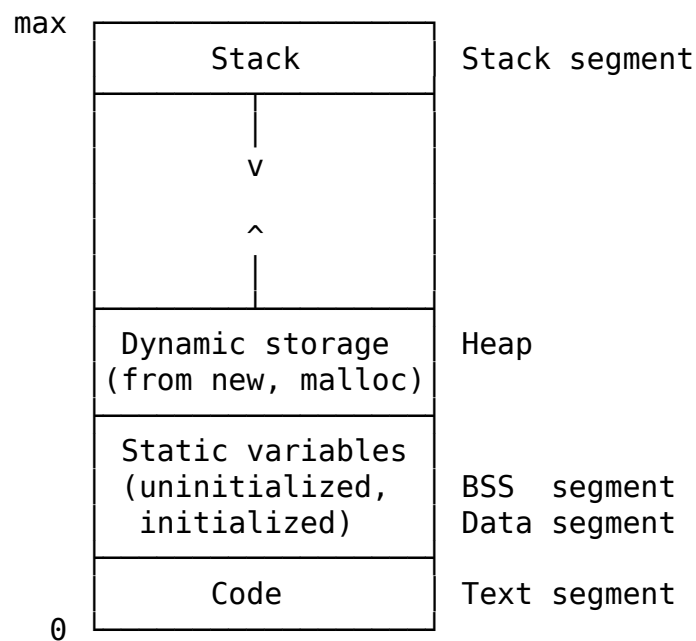 max
Stack Stack segment
v
^
Dynamic storage Heap
(from new, malloc)
Static variables
(uninitialized, BSS segment
initialized) Data segment
Code Text segment
0